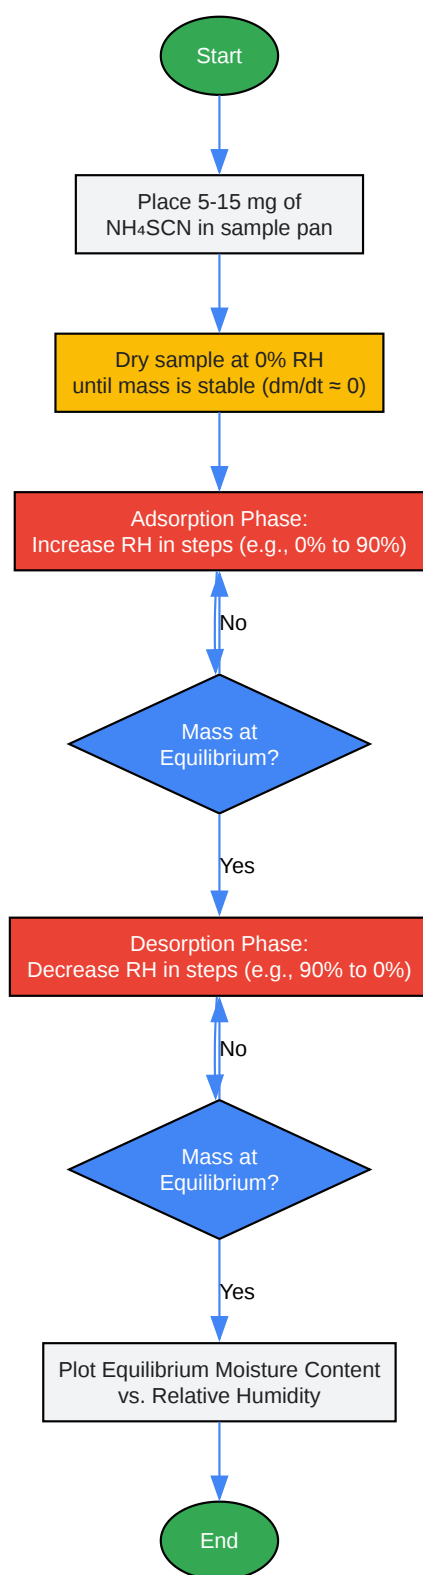 Start
Place 5-15 mg of
NH₄SCN in sample pan
Dry sample at 0% RH
until mass is stable (dm/dt ≈ 0)
Adsorption Phase:
Increase RH in steps (e.g., 0% to 90%)
No
Mass at
Equilibrium?
Yes
Desorption Phase:
Decrease RH in steps (e.g., 90% to 0%)
No
Mass at
Equilibrium?
Yes
Plot Equilibrium Moisture Content
vs. Relative Humidity
End